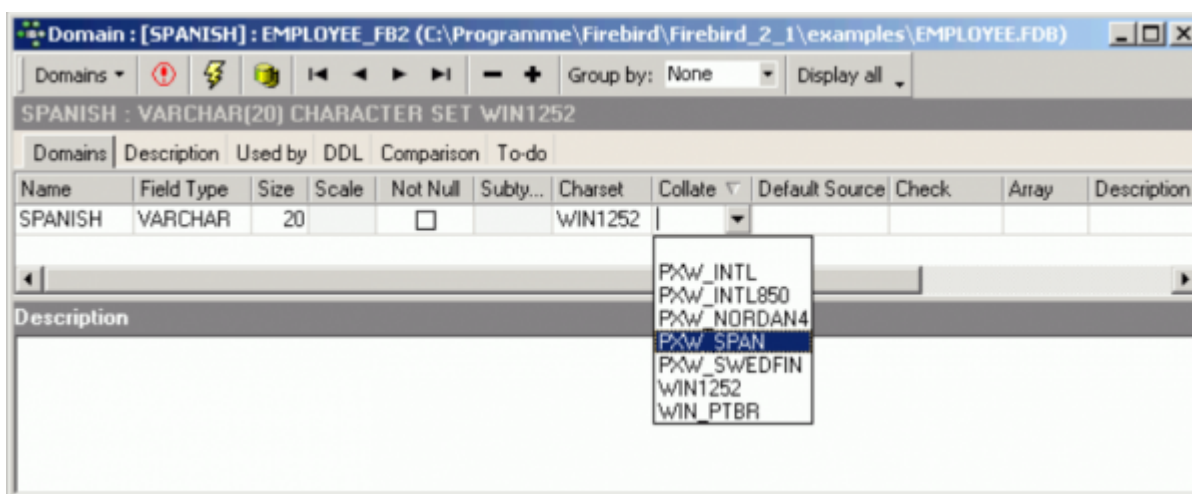 Domain : [SPANISH] : EMPLOYEE_FB2 (C:\Programme\Firebird\Firebird_2_1\examples\EMPLOYEE.FDB)
Domains Group by: None Display all
SPANISH : VARCHAR(20) CHARACTER SET WIN1252
Domains Description Used by DDL Comparison To-do
Name Field Type Size Scale Not Null Subty... Charset Collate Default Source Check Array Description
SPANISH VARCHAR 20 WIN1252
PXW_INTL
PXW_INTL850
PXW_NORDAN4
PXW_SPAN
PXW_SWEDFIN
WIN1252
WIN_PTBR
Description